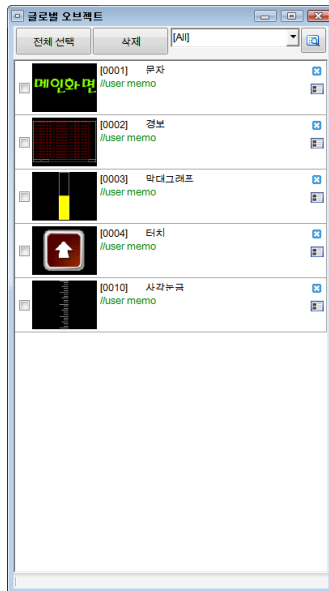 글로벌 오브젝트
전체 선택 삭제 [All]
메인화면
[0001] 문자
//user memo
[0002] 경보
//user memo
[0003] 막대그래프
//user memo
[0004] 터치
//user memo
[0010] 사각눈금
//user memo